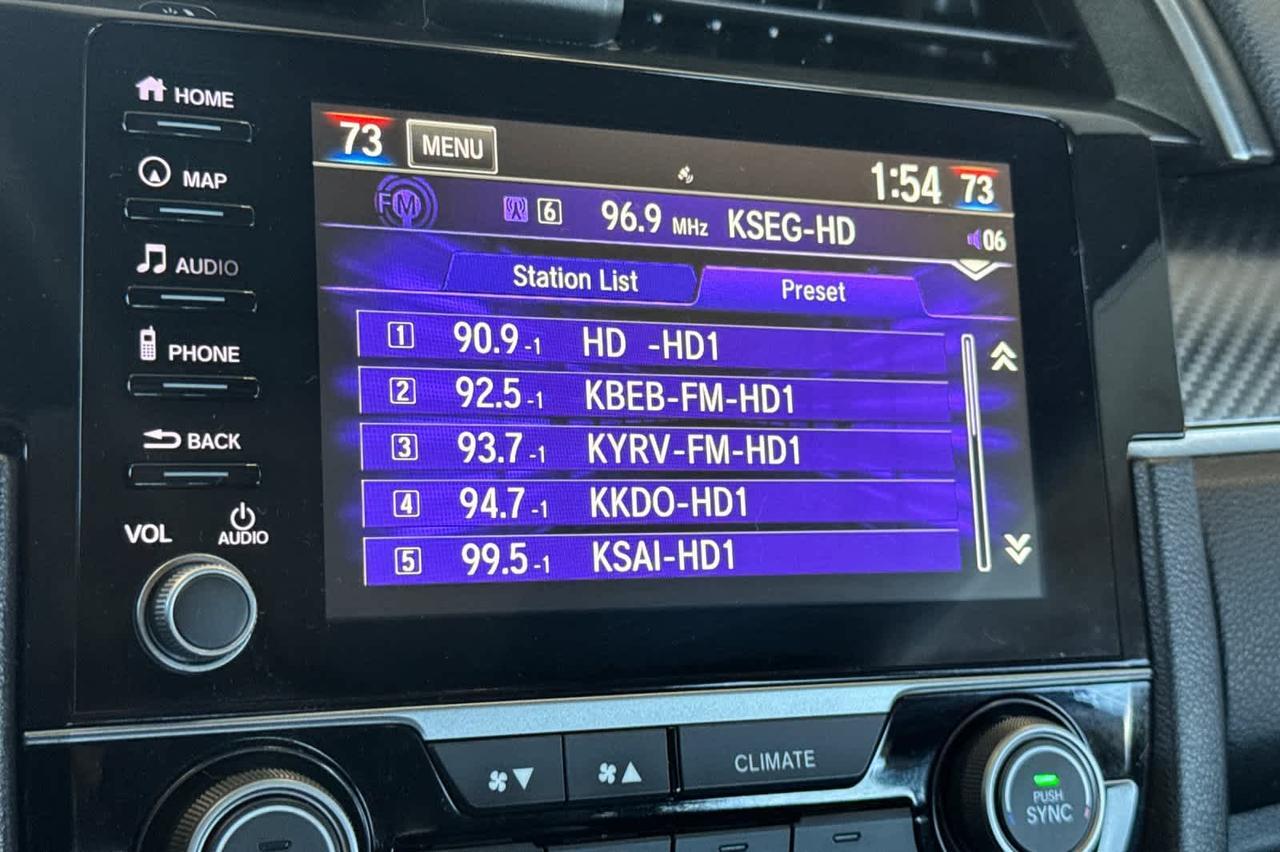 HOME
MAP
AUDIO
PHONE
BACK
VOL
AUDIO
73 MENU 1:54 73
FM 6 96.9 MHz KSEG-HD 06
Station List Preset
1 90.9-1 HD -HD1
2 92.5-1 KBEB-FM-HD1
3 93.7-1 KYRV-FM-HD1
4 94.7-1 KKDO-HD1
5 99.5-1 KSAI-HD1
CLIMATE
PUSH
SYNC